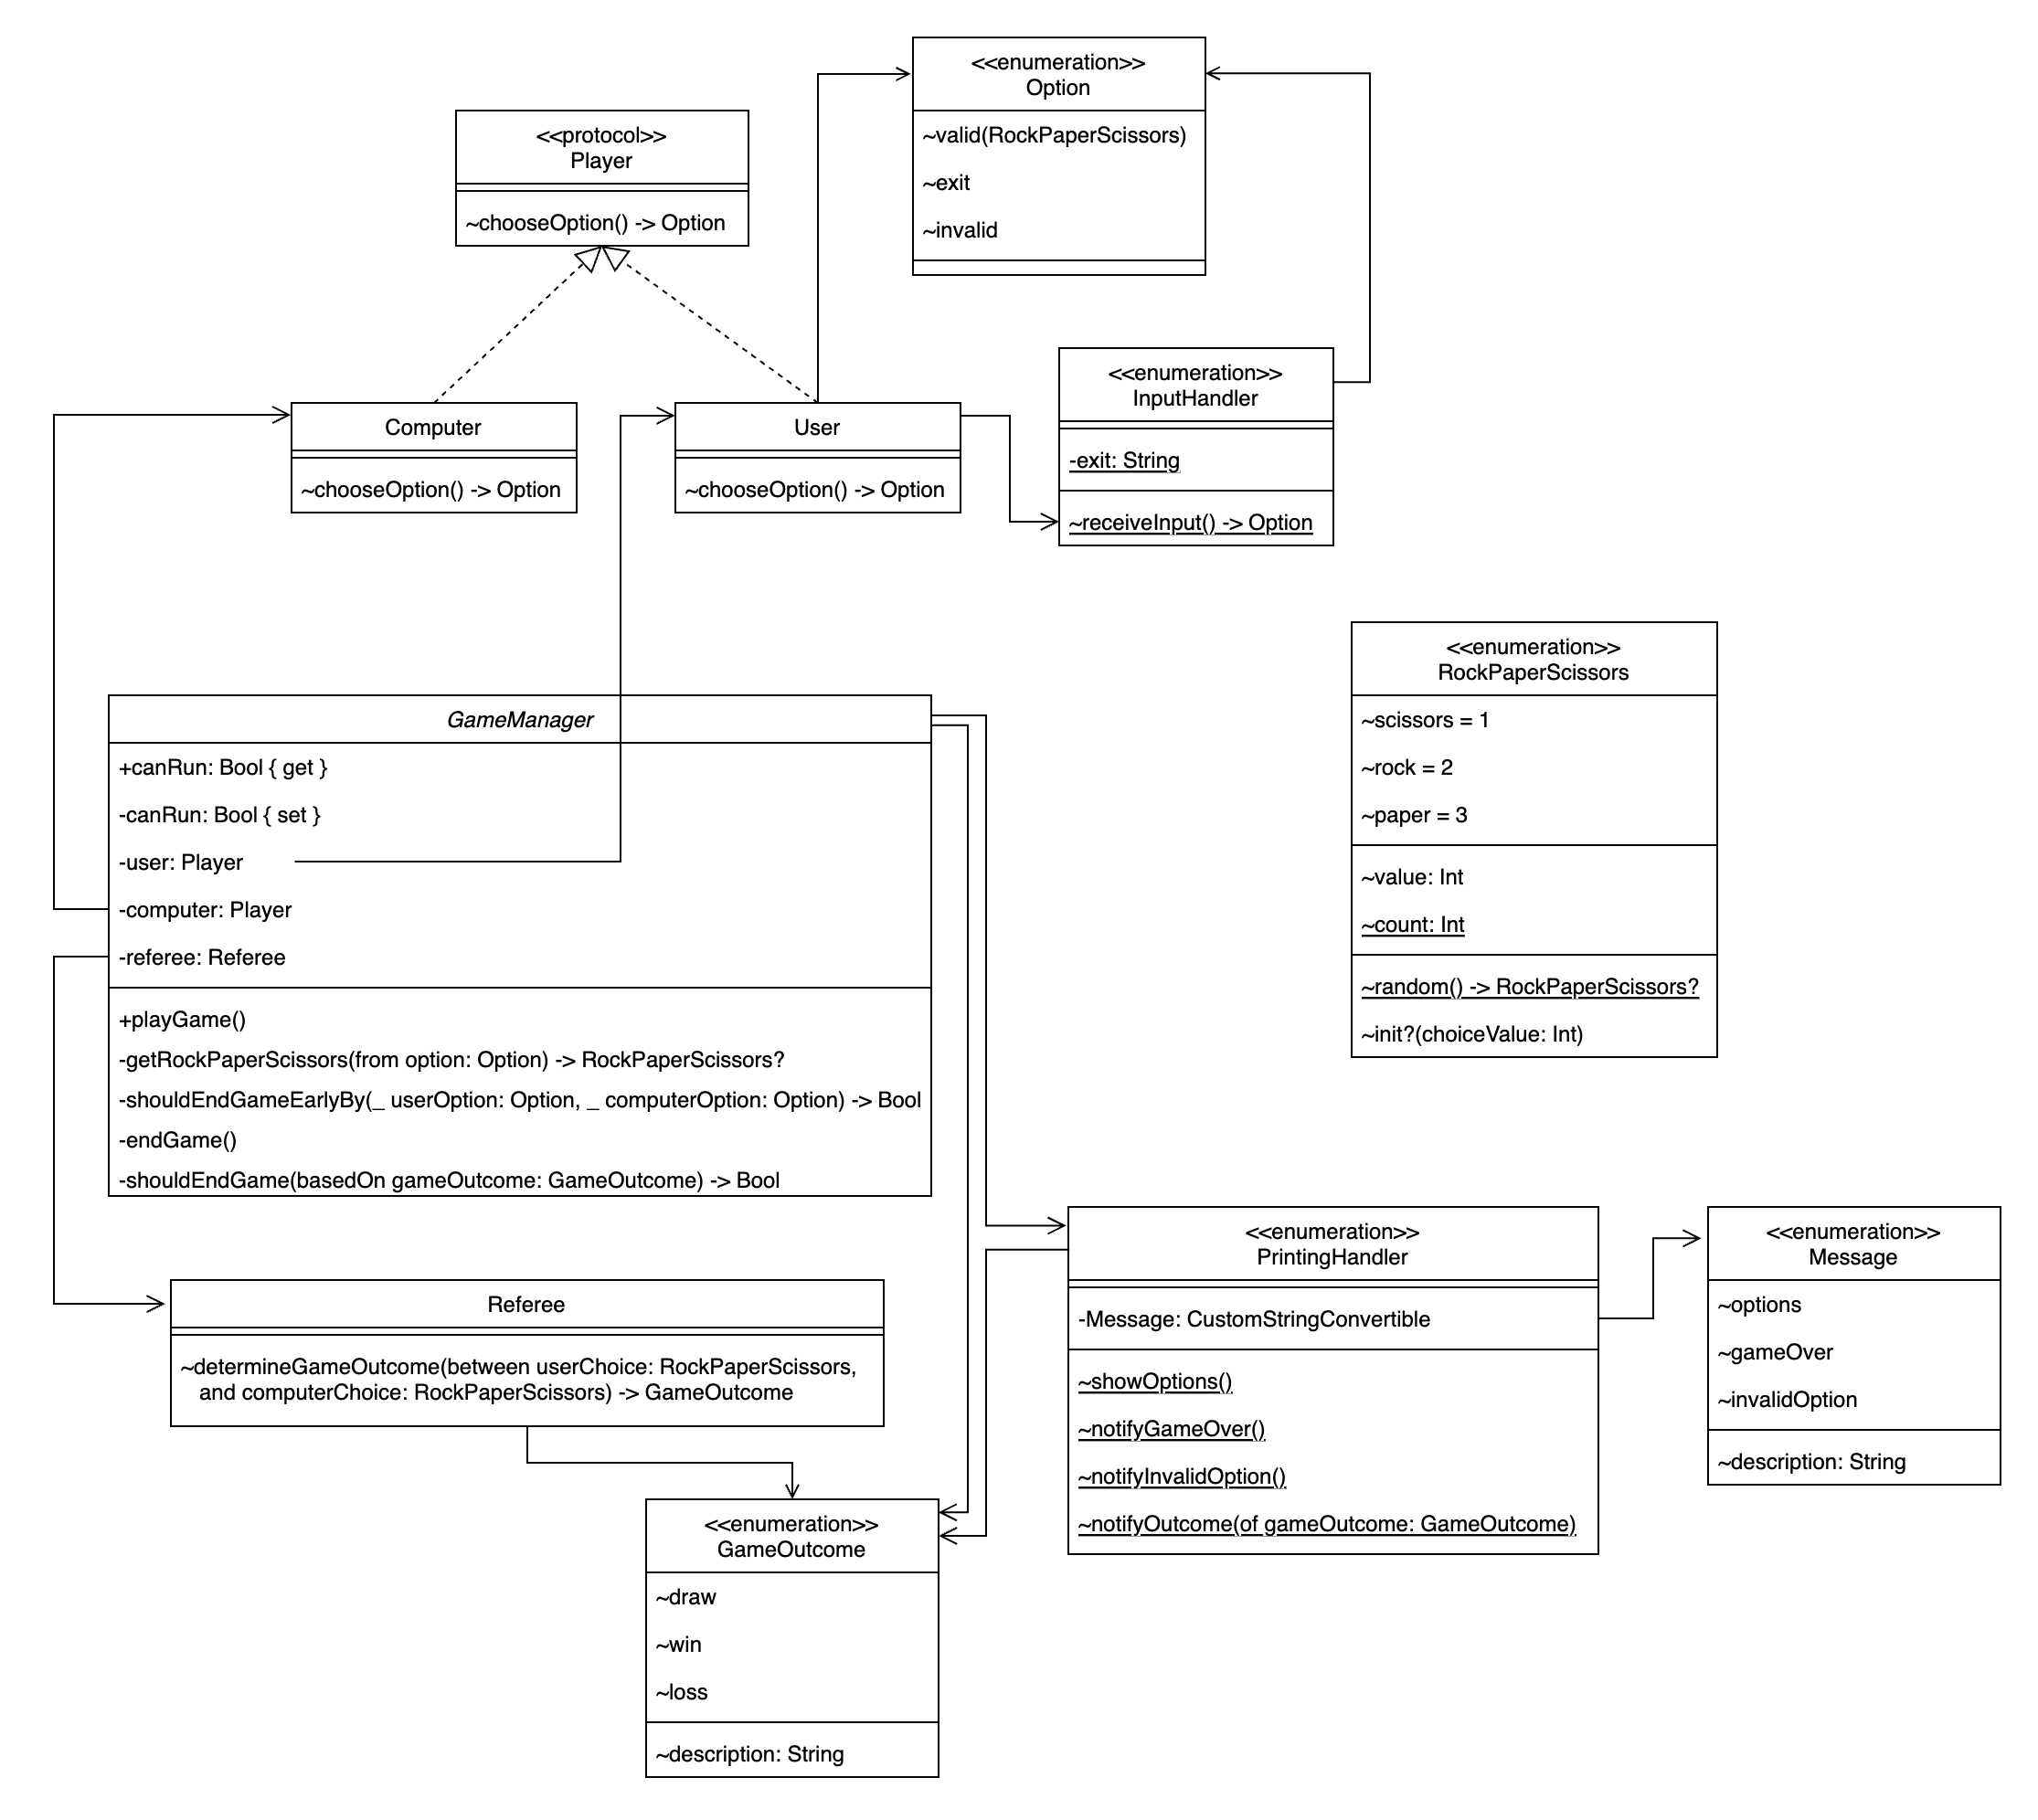 <<enumeration>>
Option
~valid(RockPaperScissors)
~exit
~invalid
<<protocol>>
Player
~chooseOption() -> Option
<<enumeration>>
InputHandler
-exit: String
~receiveInput() -> Option
Computer
~chooseOption() -> Option
User
~chooseOption() -> Option
<<enumeration>>
RockPaperScissors
~scissors = 1
~rock = 2
~paper = 3
~value: Int
~count: Int
~random() -> RockPaperScissors?
~init?(choiceValue: Int)
GameManager
+canRun: Bool { get }
-canRun: Bool { set }
-user: Player
-computer: Player
-referee: Referee
+playGame()
-getRockPaperScissors(from option: Option) -> RockPaperScissors?
-shouldEndGameEarlyBy(_ userOption: Option, _ computerOption: Option) -> Bool
-endGame()
-shouldEndGame(basedOn gameOutcome: GameOutcome) -> Bool
<<enumeration>>
PrintingHandler
-Message: CustomStringConvertible
~showOptions()
~notifyGameOver()
~notifyInvalidOption()
~notifyOutcome(of gameOutcome: GameOutcome)
<<enumeration>>
Message
~options
~gameOver
~invalidOption
~description: String
Referee
~determineGameOutcome(between userChoice: RockPaperScissors,
and computerChoice: RockPaperScissors) -> GameOutcome
<<enumeration>>
GameOutcome
~draw
~win
~loss
~description: String